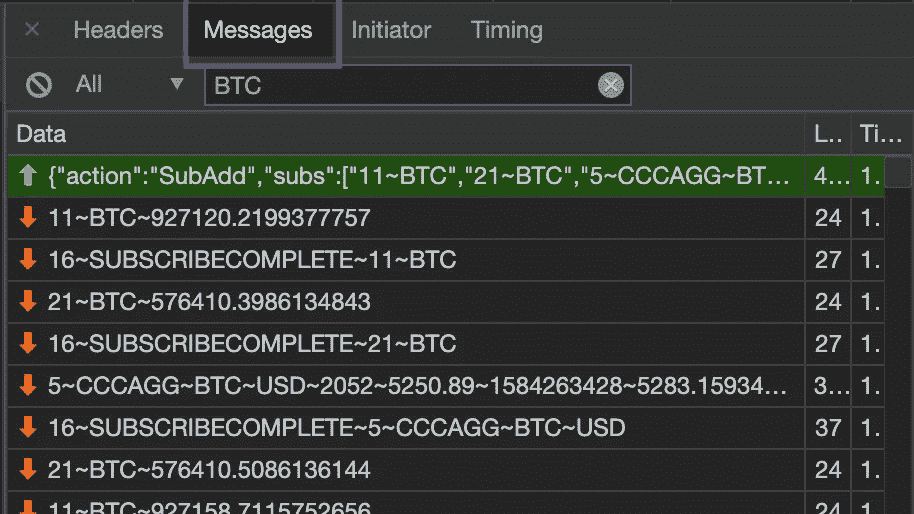 × Headers Messages Initiator Timing
All ▼ BTC
Data L.. Ti...
{"action":"SubAdd","subs":["11~BTC","21~BTC","5~CCCAGG~BT... 4... 1.
11~BTC~927120.2199377757 24 1.
16~SUBSCRIBECOMPLETE~11~BTC 27 1.
21~BTC~576410.3986134843 24 1.
16~SUBSCRIBECOMPLETE~21~BTC 27 1.
5~CCCAGG~BTC~USD~2052~5250.89~1584263428~5283.15934... 3... 1.
16~SUBSCRIBECOMPLETE~5~CCCAGG~BTC~USD 37 1.
21~BTC~576410.5086136144 24 1.
11~BTC~927158.7115752656 24 1.